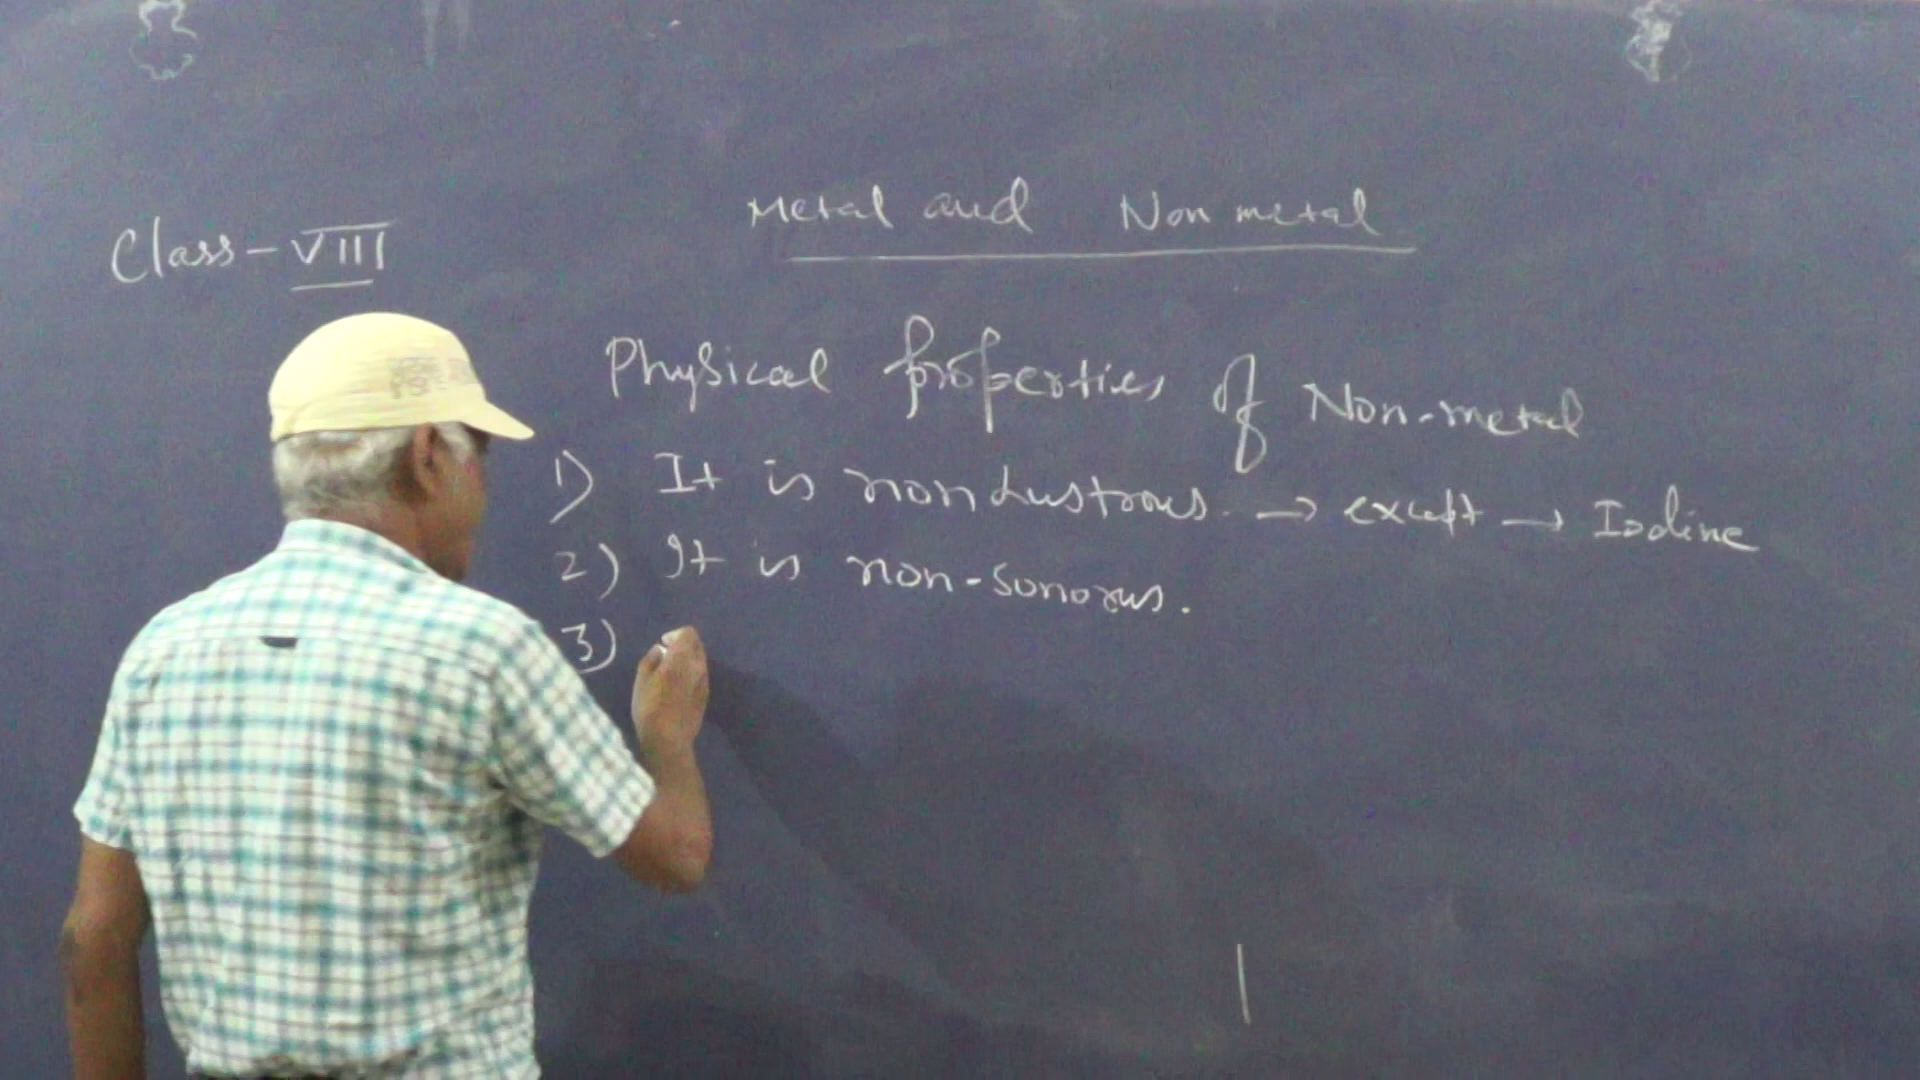 Class - VIII
Metal and Non metal
Physical properties of Non-metal
1) It is non Lustrous. → except → Iodine
2) It is non-sonorus.
3)